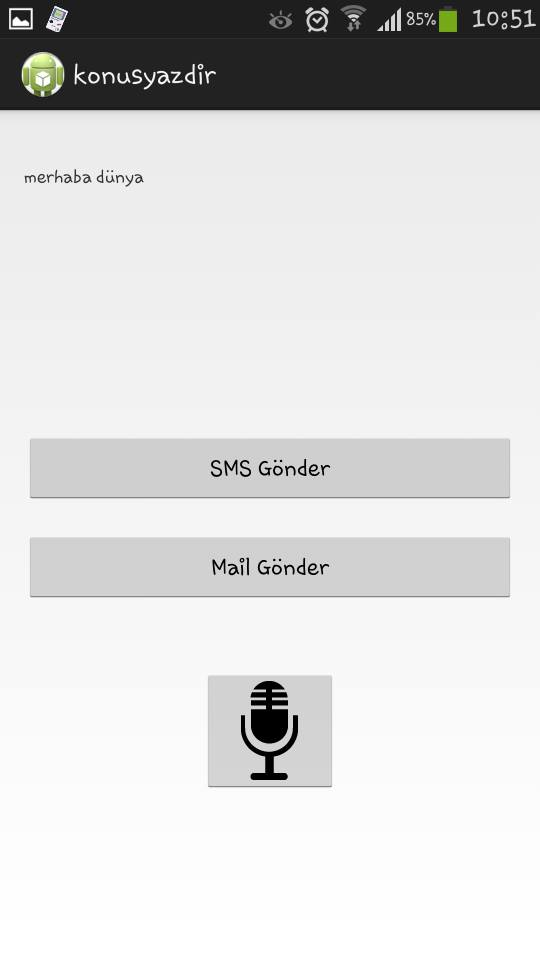 85% 10:51
konusyazdir
merhaba dünya
SMS Gönder
Mail Gönder